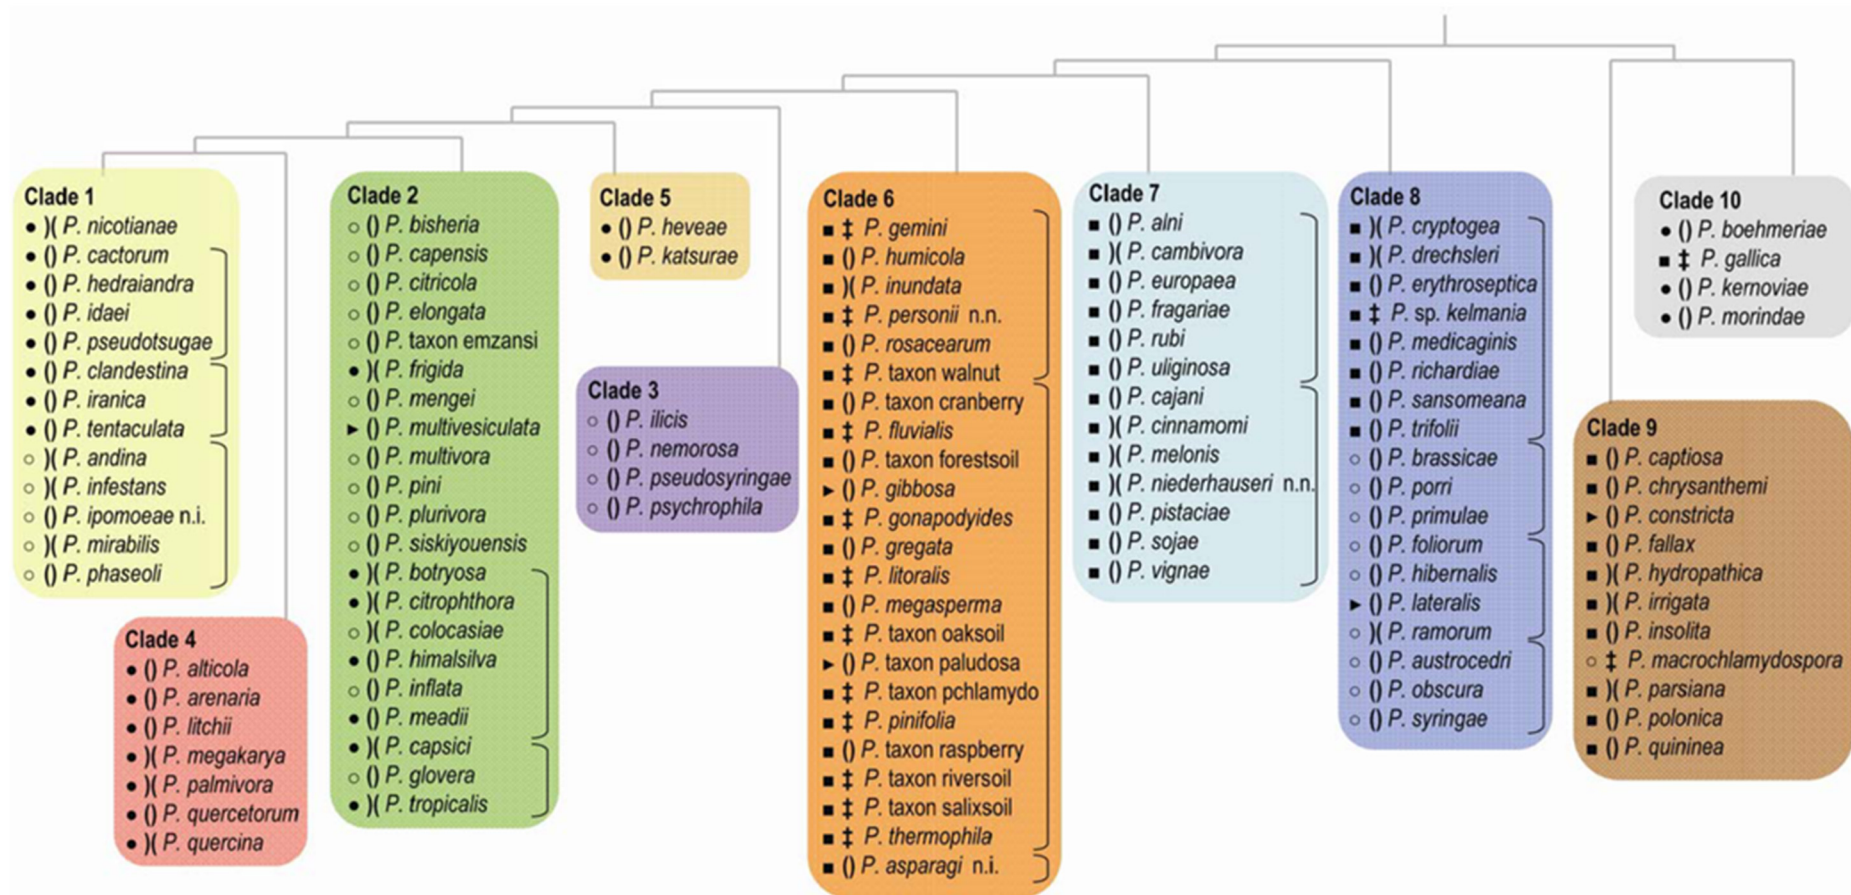 Clade 1
● )( P. nicotianae
● () P. cactorum
● () P. hedraiandra
● () P. idaei
● () P. pseudotsugae
● () P. clandestina
● () P. iranica
● () P. tentaculata
○ )( P. andina
○ )( P. infestans
○ () P. ipomoeae n.i.
○ )( P. mirabilis
○ () P. phaseoli
Clade 4
● () P. alticola
● () P. arenaria
● () P. litchii
● )( P. megakarya
● )( P. palmivora
● () P. quercetorum
● )( P. quercina
Clade 2
○ () P. bisheria
○ () P. capensis
○ () P. citricola
○ () P. elongata
○ () P. taxon emzansi
● )( P. frigida
○ () P. mengei
► () P. multivesiculata
○ () P. multivora
○ () P. pini
○ () P. plurivora
○ () P. siskiyouensis
● )( P. botryosa
● )( P. citrophthora
○ )( P. colocasiae
● () P. himalsilva
○ () P. inflata
● () P. meadii
● )( P. capsici
○ () P. glovera
● )( P. tropicalis
Clade 5
● () P. heveae
● () P. katsurae
Clade 3
○ () P. ilicis
○ () P. nemorosa
○ () P. pseudosyringae
○ () P. psychrophila
Clade 6
■ ‡ P. gemini
■ () P. humicola
■ )( P. inundata
■ ‡ P. personii n.n.
■ () P. rosacearum
■ ‡ P. taxon walnut
■ () P. taxon cranberry
■ ‡ P. fluvialis
■ () P. taxon forestsoil
► () P. gibbosa
■ ‡ P. gonapodyides
■ () P. gregata
■ ‡ P. litoralis
■ () P. megasperma
■ ‡ P. taxon oaksoil
► () P. taxon paludosa
■ ‡ P. taxon pchlamydo
■ ‡ P. pinifolia
■ () P. taxon raspberry
■ ‡ P. taxon riversoil
■ ‡ P. taxon salixsoil
■ ‡ P. thermophila
■ () P. asparagi n.i.
Clade 7
■ () P. alni
■ )( P. cambivora
■ () P. europaea
■ () P. fragariae
■ () P. rubi
■ () P. uliginosa
■ () P. cajani
■ )( P. cinnamomi
■ )( P. melonis
■ )( P. niederhauseri n.n.
■ () P. pistaciae
■ () P. sojae
■ () P. vignae
Clade 8
■ )( P. cryptogea
■ )( P. drechsleri
■ () P. erythroseptica
■ ‡ P. sp. kelmania
■ () P. medicaginis
■ () P. richardiae
■ () P. sansomeana
■ () P. trifolii
○ () P. brassicae
○ () P. porri
○ () P. primulae
○ () P. foliorum
○ () P. hibernalis
► () P. lateralis
○ )( P. ramorum
○ () P. austrocedri
○ () P. obscura
○ () P. syringae
Clade 10
● () P. boehmeriae
■ ‡ P. gallica
● () P. kernoviae
● () P. morindae
Clade 9
■ () P. captiosa
■ () P. chrysanthemi
► () P. constricta
■ () P. fallax
■ )( P. hydropathica
■ )( P. irrigata
■ () P. insolita
○ ‡ P. macrochlamydospora
■ )( P. parsiana
■ () P. polonica
■ () P. quininea